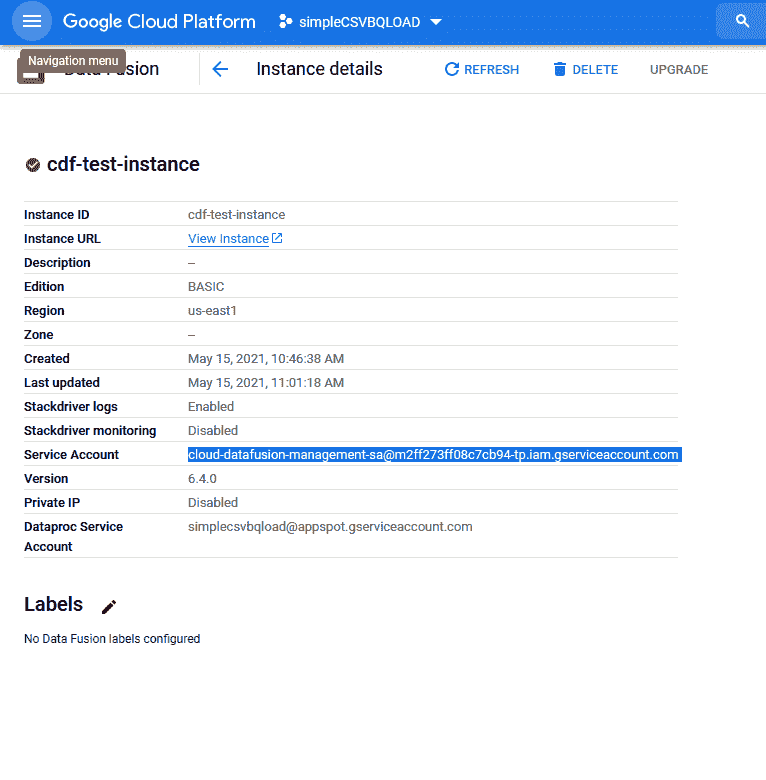 Google Cloud Platform simpleCSVBQLOAD
Navigation menu
Data Fusion Instance details REFRESH DELETE UPGRADE
cdf-test-instance
Instance ID cdf-test-instance
Instance URL View Instance
Description –
Edition BASIC
Region us-east1
Zone –
Created May 15, 2021, 10:46:38 AM
Last updated May 15, 2021, 11:01:18 AM
Stackdriver logs Enabled
Stackdriver monitoring Disabled
Service Account cloud-datafusion-management-sa@m2ff273ff08c7cb94-tp.iam.gserviceaccount.com
Version 6.4.0
Private IP Disabled
Dataproc Service simplecsvbqload@appspot.gserviceaccount.com
Account
Labels
No Data Fusion labels configured